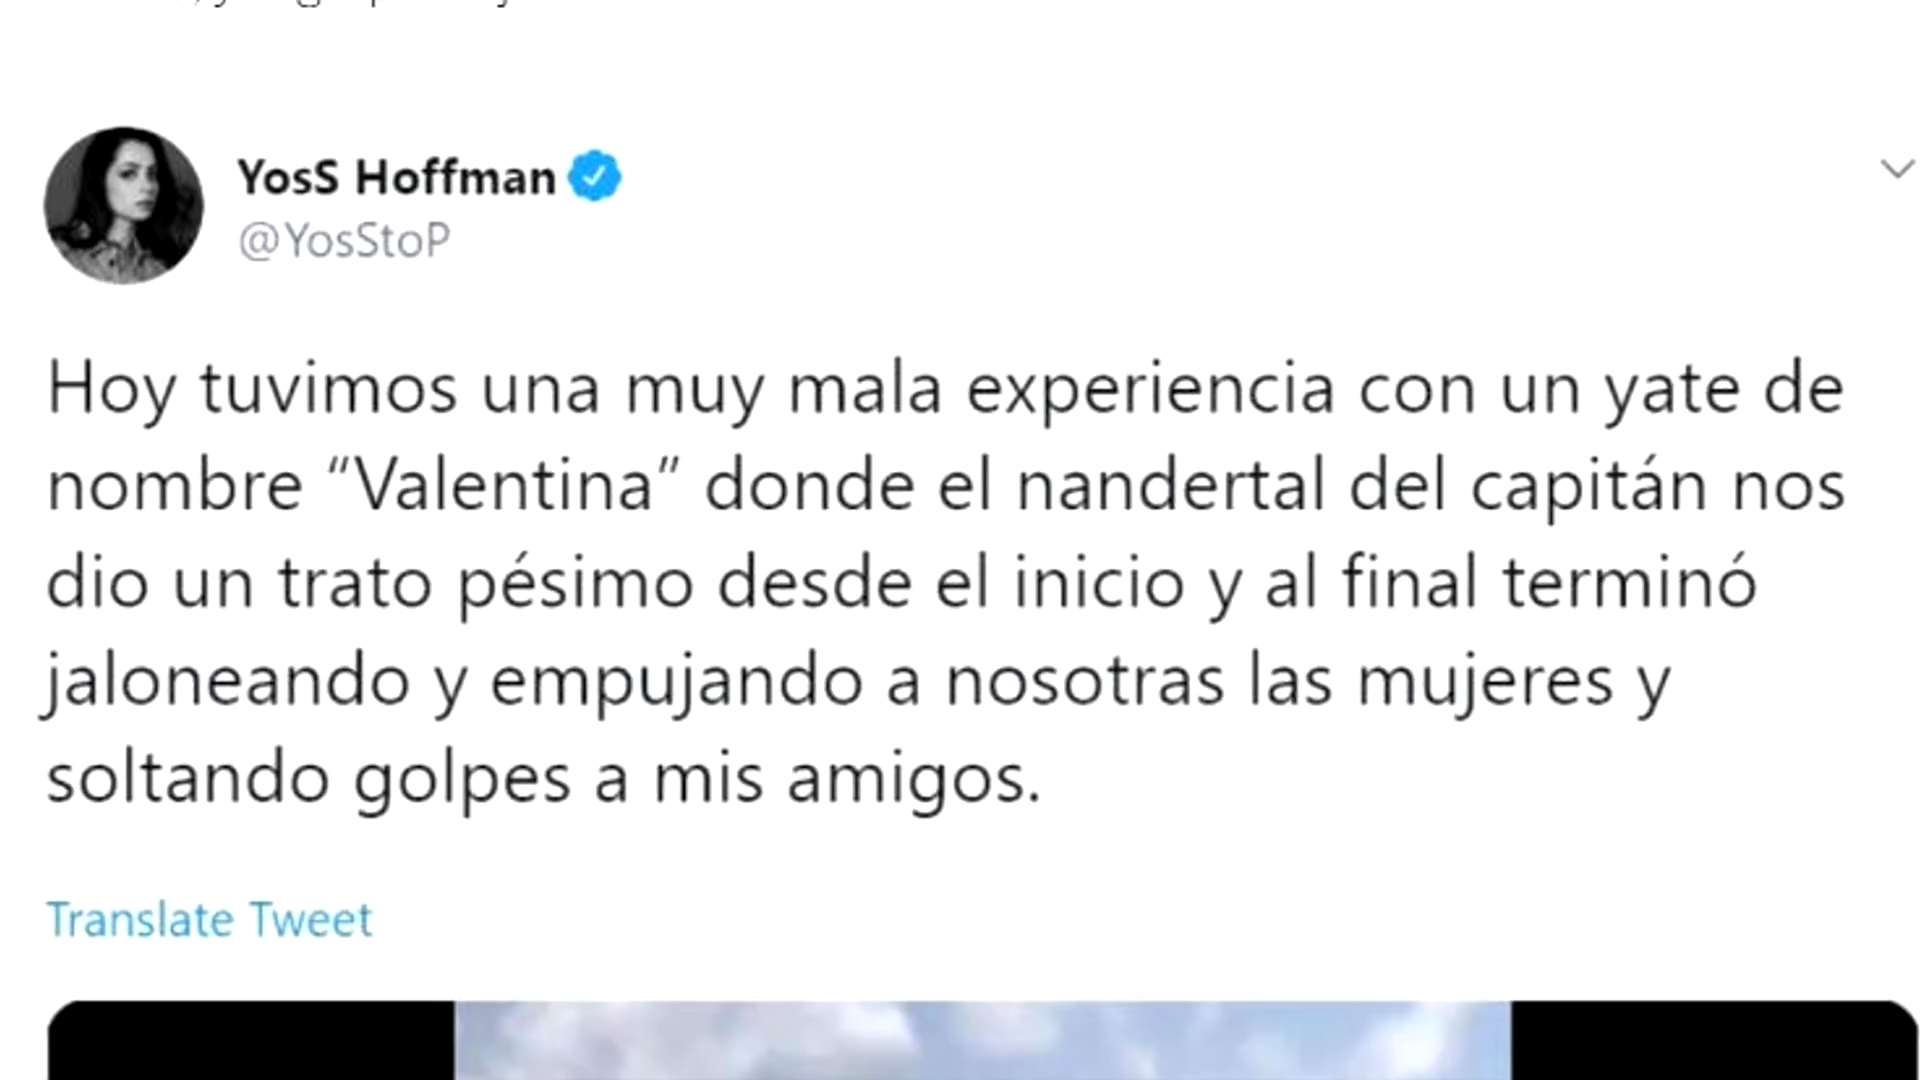 YosS Hoffman
@YosStoP
Hoy tuvimos una muy mala experiencia con un yate de
nombre “Valentina” donde el nandertal del capitán nos
dio un trato pésimo desde el inicio y al final terminó
jaloneando y empujando a nosotras las mujeres y
soltando golpes a mis amigos.
Translate Tweet